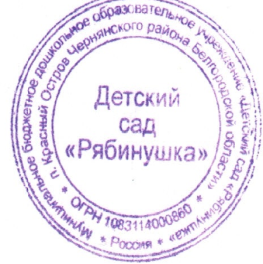 Муниципальное бюджетное дошкольное образовательное учреждение «Детский сад «Рябинушка»
п. Красный Остров Чернянского района Белгородской области»
Детский
сад
«Рябинушка»
* ОГРН 1083114000860 *
* Россия *